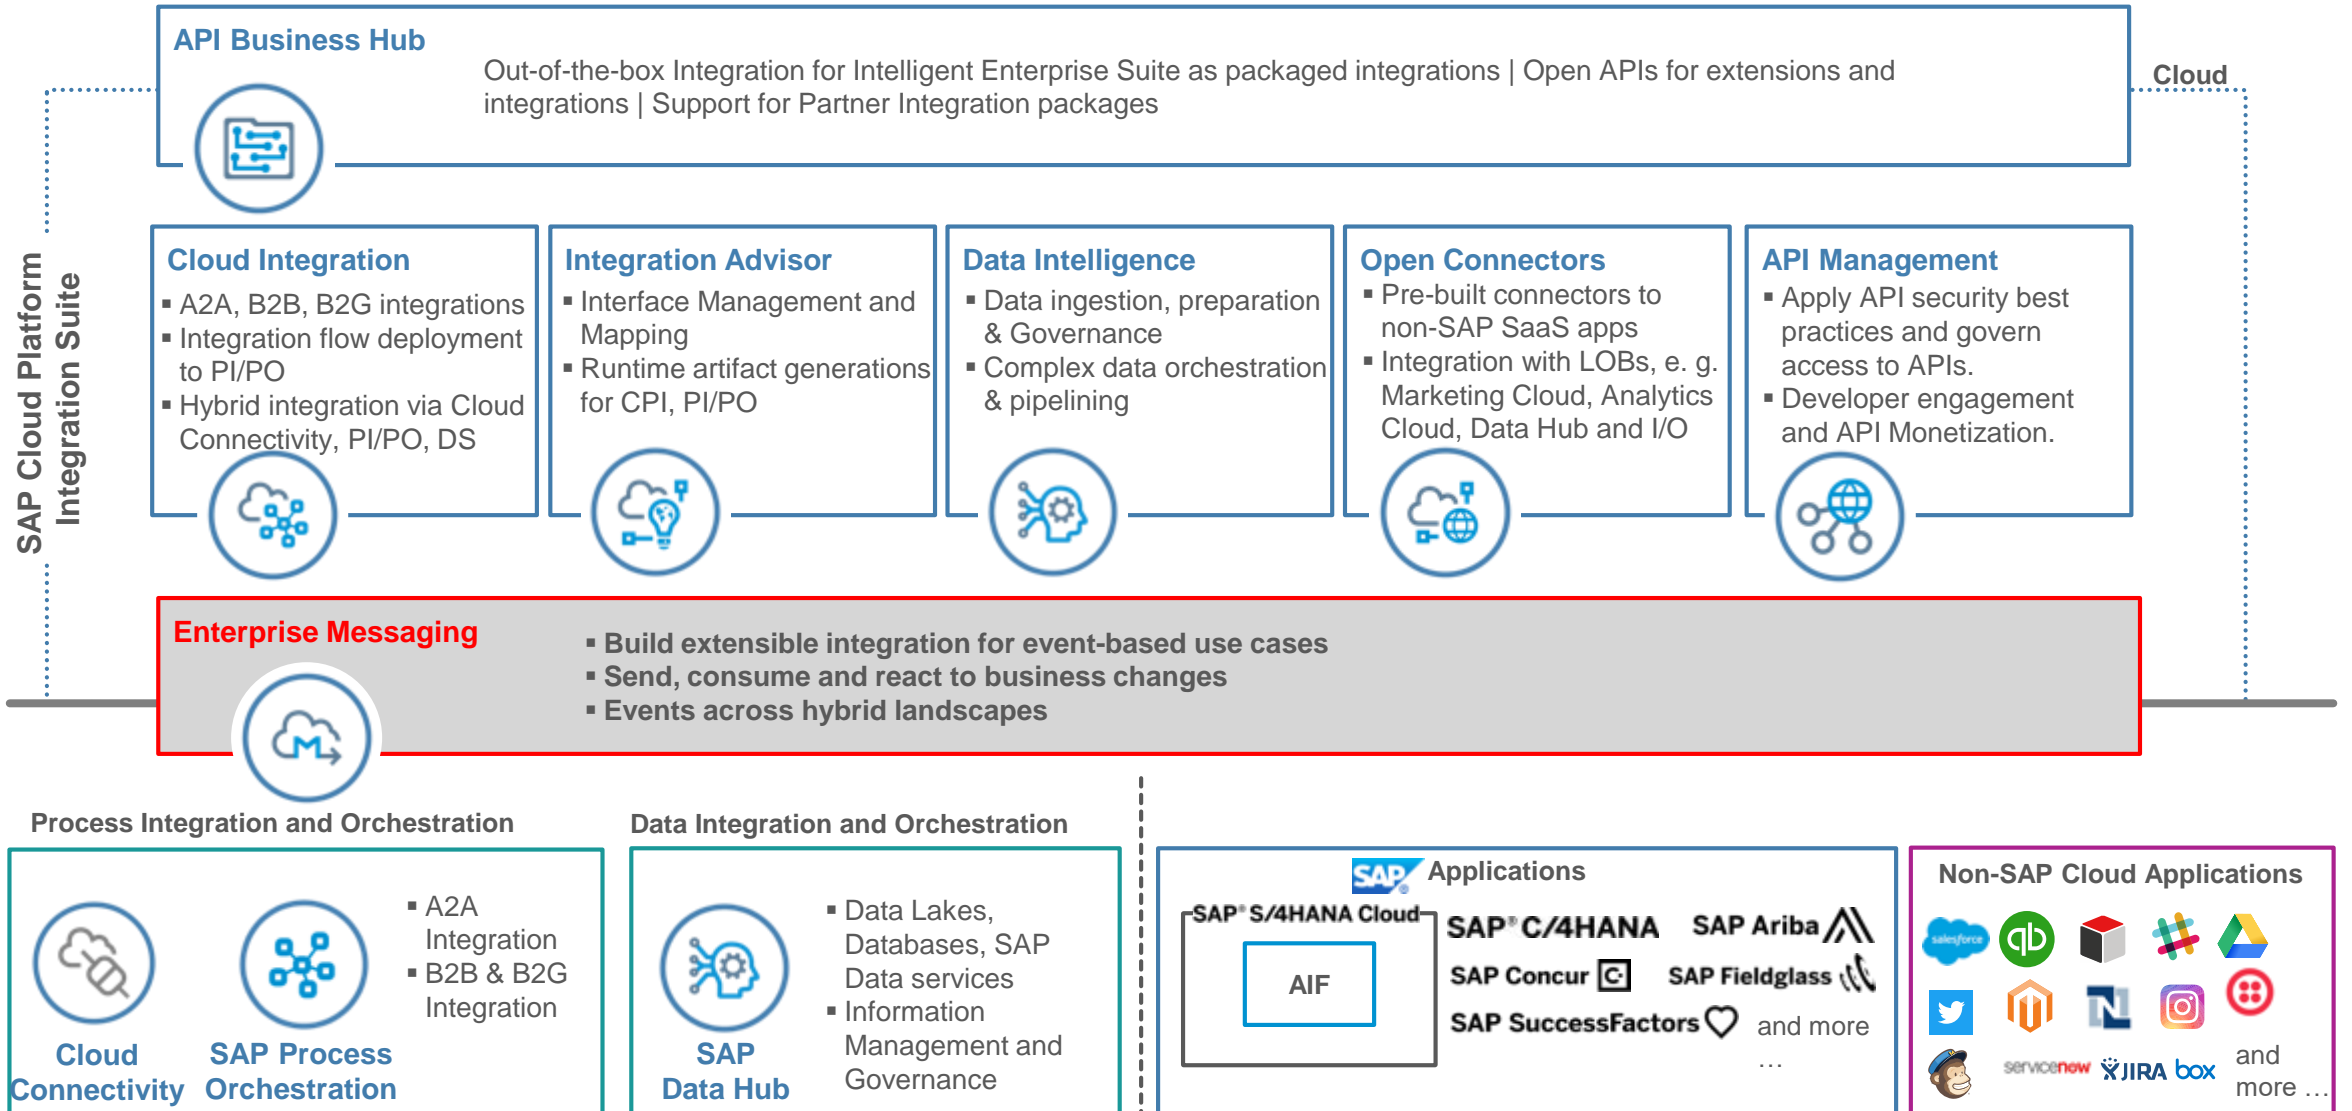 API Business Hub
Out-of-the-box Integration for Intelligent Enterprise Suite as packaged integrations | Open APIs for extensions and
integrations | Support for Partner Integration packages
Cloud
SAP Cloud Platform
Integration Suite
Cloud Integration
▪ A2A, B2B, B2G integrations
▪ Integration flow deployment
to PI/PO
▪ Hybrid integration via Cloud
Connectivity, PI/PO, DS
Integration Advisor
▪ Interface Management and
Mapping
▪ Runtime artifact generations
for CPI, PI/PO
Data Intelligence
▪ Data ingestion, preparation
& Governance
▪ Complex data orchestration
& pipelining
Open Connectors
▪ Pre-built connectors to
non-SAP SaaS apps
▪ Integration with LOBs, e. g.
Marketing Cloud, Analytics
Cloud, Data Hub and I/O
API Management
▪ Apply API security best
practices and govern
access to APIs.
▪ Developer engagement
and API Monetization.
Enterprise Messaging
▪ Build extensible integration for event-based use cases
▪ Send, consume and react to business changes
▪ Events across hybrid landscapes
M
Process Integration and Orchestration
Cloud
Connectivity
SAP Process
Orchestration
▪ A2A
Integration
▪ B2B & B2G
Integration
Data Integration and Orchestration
SAP
Data Hub
▪ Data Lakes,
Databases, SAP
Data services
▪ Information
Management and
Governance
SAP® Applications
SAP® S/4HANA Cloud
AIF
SAP® C/4HANA
SAP Ariba
SAP Concur C
SAP Fieldglass
SAP SuccessFactors
and more
…
Non-SAP Cloud Applications
salesforce
qb
N
servicenow
JIRA
box
and
more …